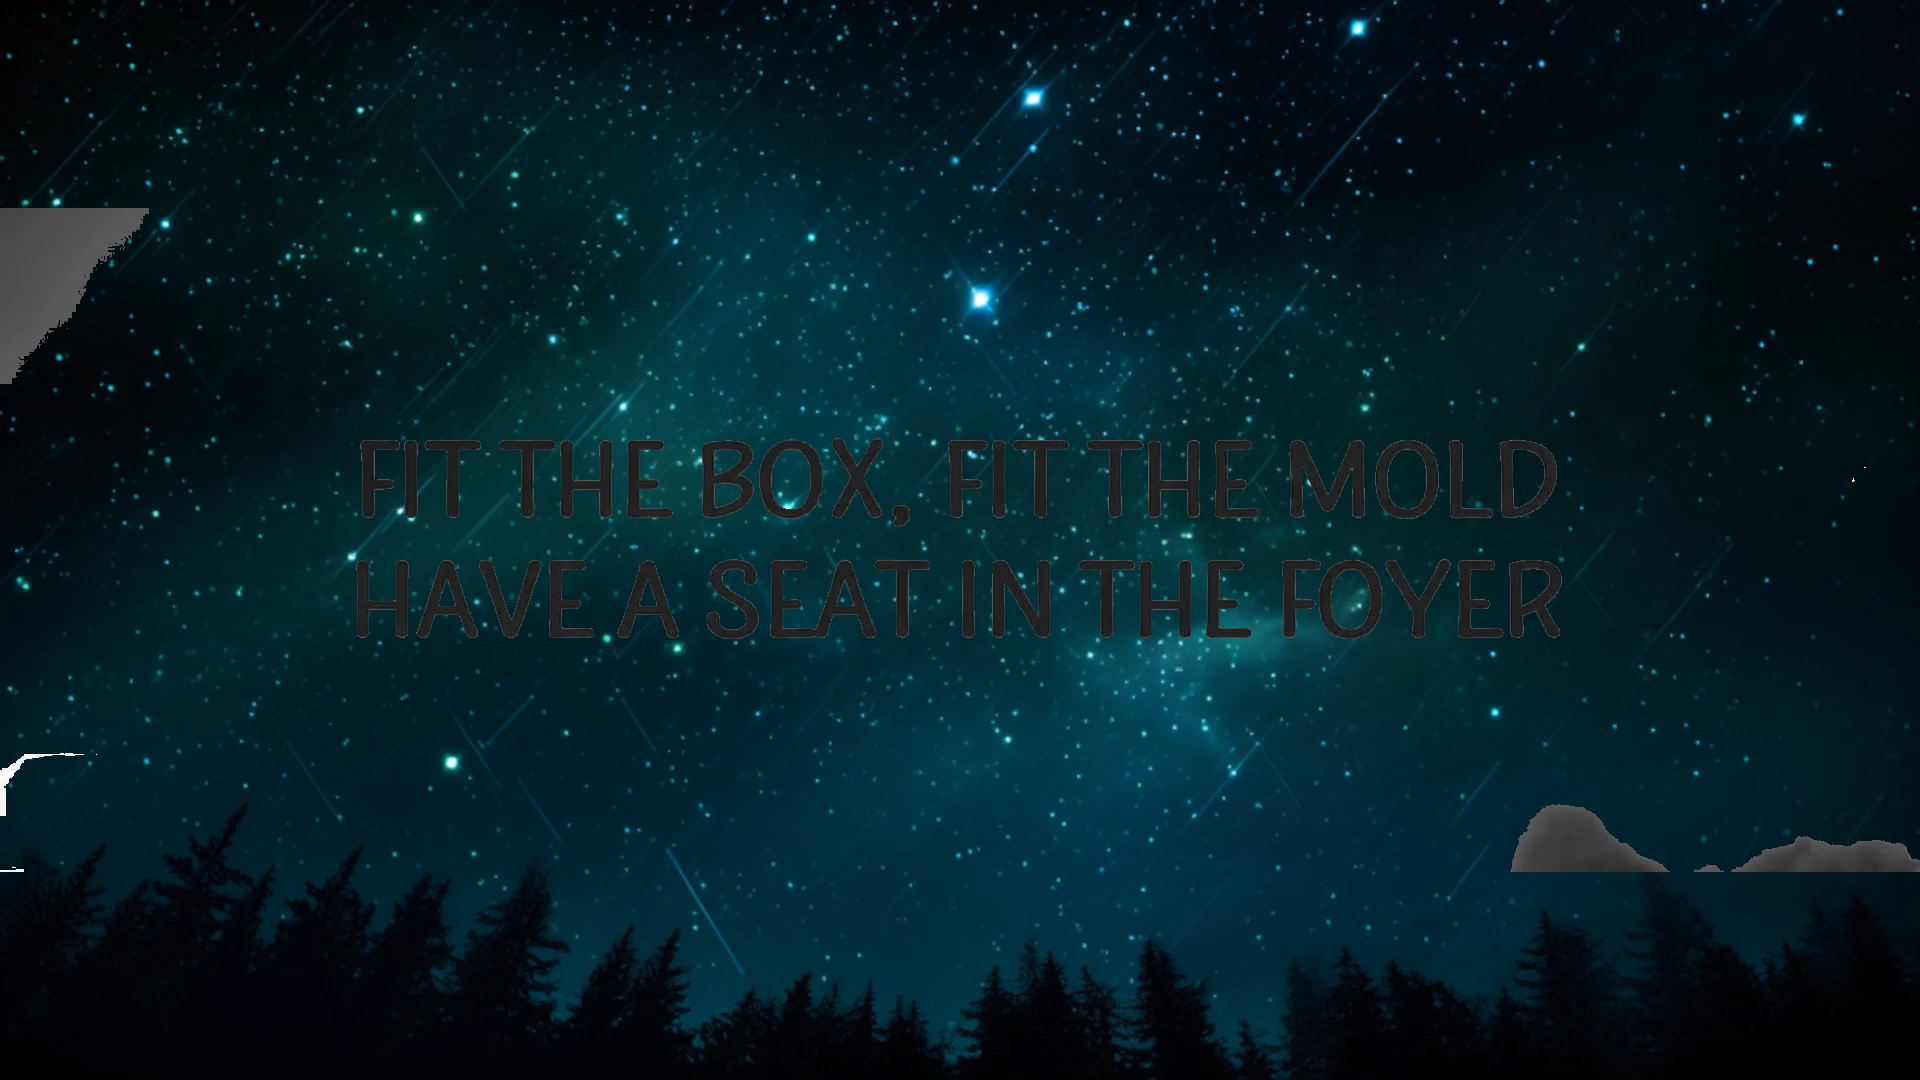 FIT THE BOX, FIT THE MOLD
HAVE A SEAT IN THE FOYER